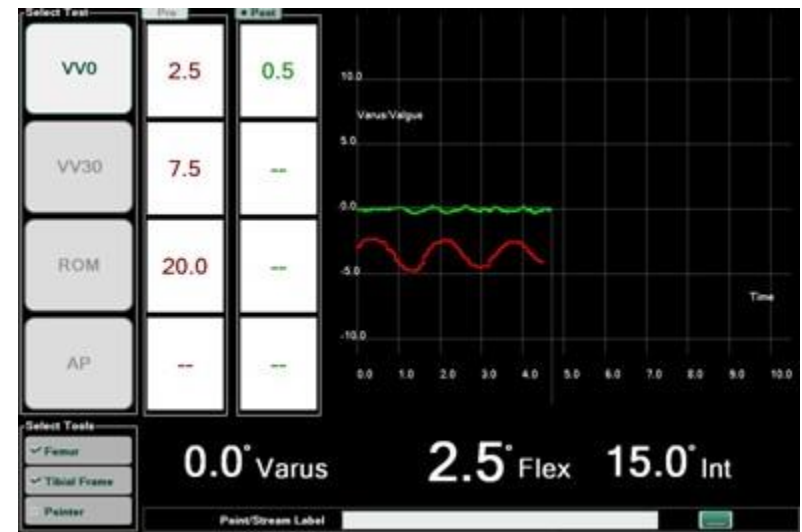 Select Test
Pre
Post
VV0
2.5
0.5
VV30
7.5
--
ROM
20.0
--
AP
--
--
10.0
Varus/Valgus
5.0
0.0
-5.0
Time
-10.0
0.0 1.0 2.0 3.0 4.0 5.0 6.0 7.0 8.0 9.0 10.0
Select Tools
Femur
Tibial Frame
Pointer
0.0° Varus 2.5° Flex 15.0° Int
Point/Stream Label